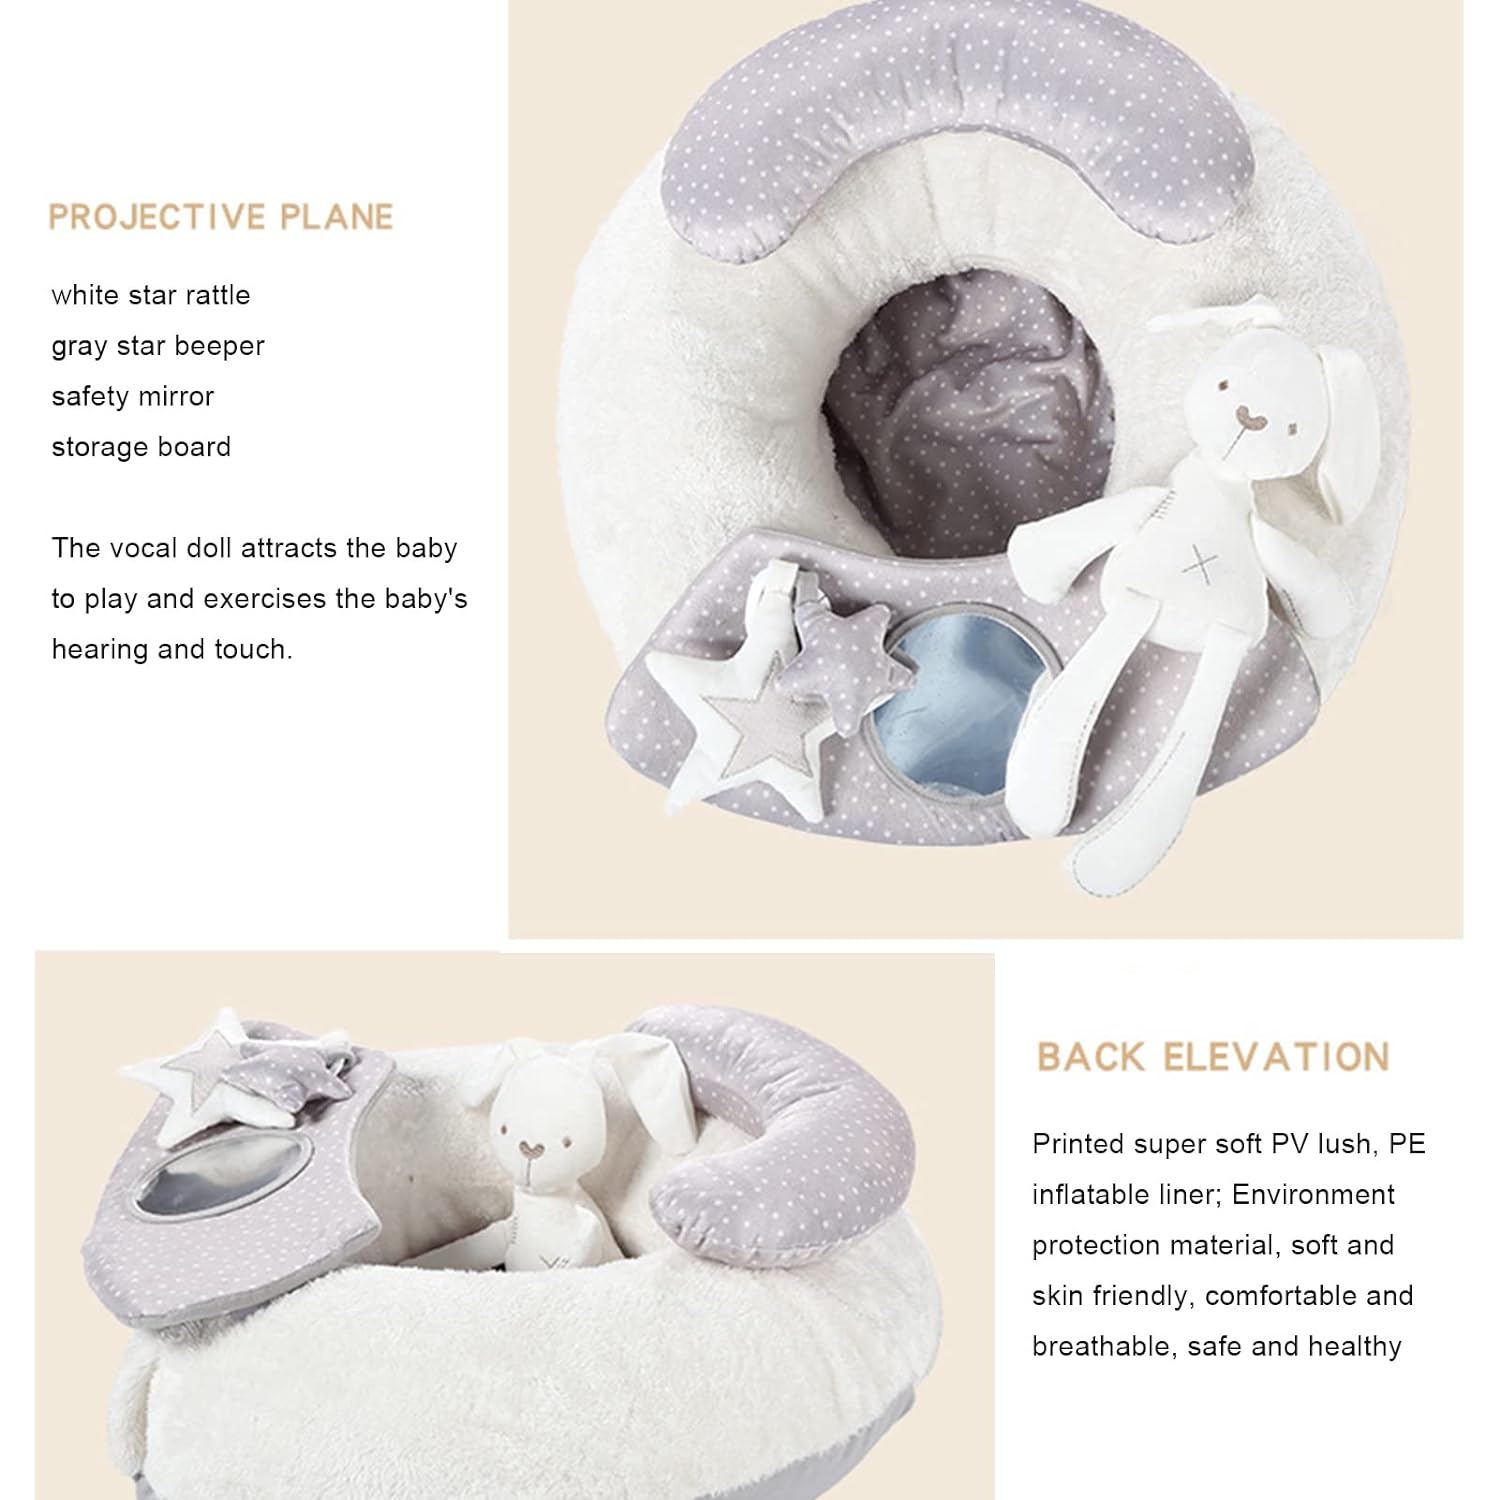 PROJECTIVE PLANE
white star rattle
gray star beeper
safety mirror
storage board
The vocal doll attracts the baby
to play and exercises the baby's
hearing and touch.
BACK ELEVATION
Printed super soft PV lush, PE
inflatable liner; Environment
protection material, soft and
skin friendly, comfortable and
breathable, safe and healthy